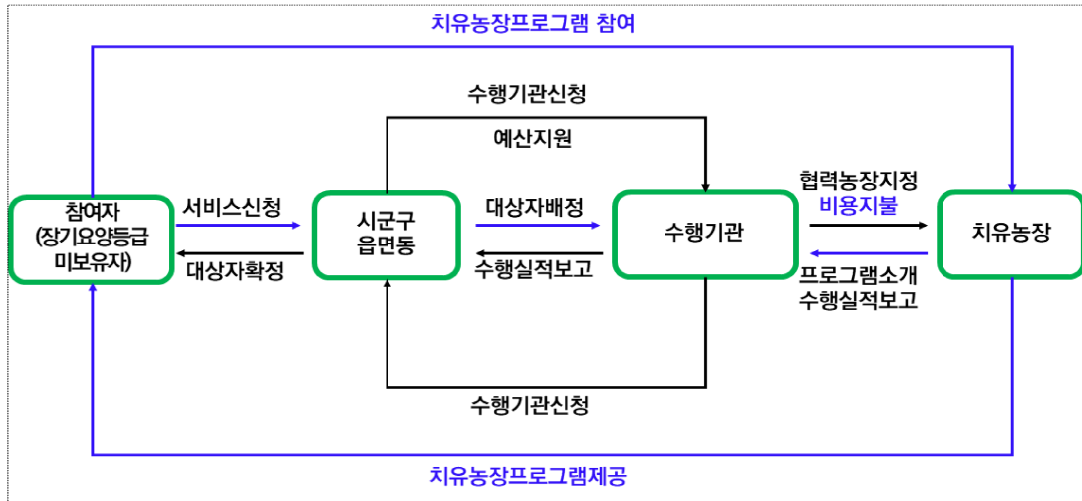 치유농장프로그램 참여
수행기관신청
예산지원
참여자
(장기요양등급
미보유자)
서비스신청
대상자확정
시군구
읍면동
대상자배정
수행실적보고
수행기관
협력농장지정
비용지불
프로그램소개
수행실적보고
치유농장
수행기관신청
치유농장프로그램제공